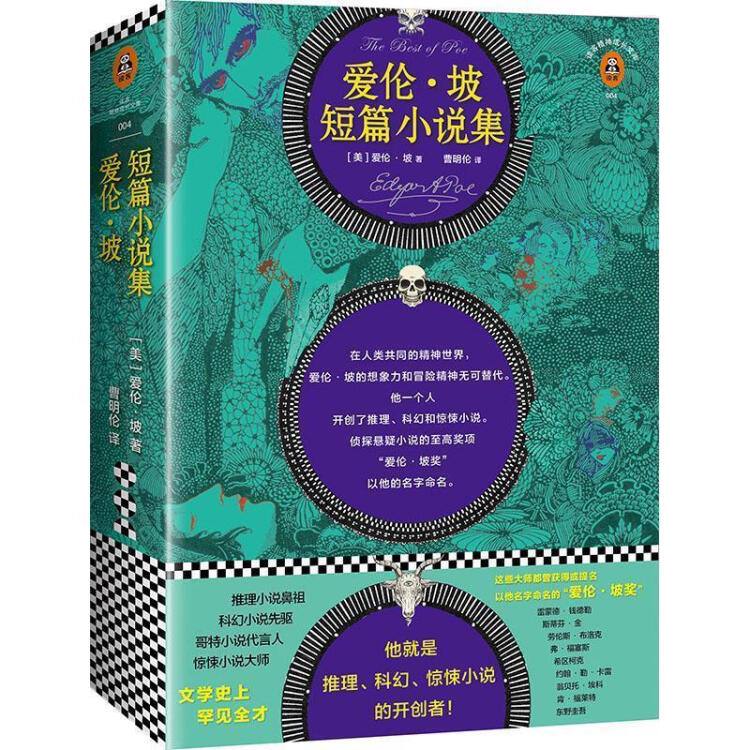 The Best of Poe
爱伦·坡
短篇小说集
[美]爱伦·坡 著 曹明伦 译
Edgar A Poe
读客
004
在人类共同的精神世界，
爱伦·坡的想象力和冒险精神无可替代。
他一个人
开创了推理、科幻和惊悚小说。
侦探悬疑小说的至高奖项
“爱伦·坡奖”
以他的名字命名。
推理小说鼻祖
科幻小说先驱
哥特小说代言人
惊悚小说大师
文学史上
罕见全才
他就是
推理、科幻、惊悚小说
的开创者！
这些大师都曾获得或提名
以他名字命名的“爱伦·坡奖”
雷蒙德·钱德勒
斯蒂芬·金
劳伦斯·布洛克
弗·福赛斯
希区柯克
约翰·勒·卡雷
翁贝托·埃科
肯·福莱特
东野圭吾
读客
004
短篇小说集
爱伦·坡
[美]爱伦·坡 著
曹明伦 译